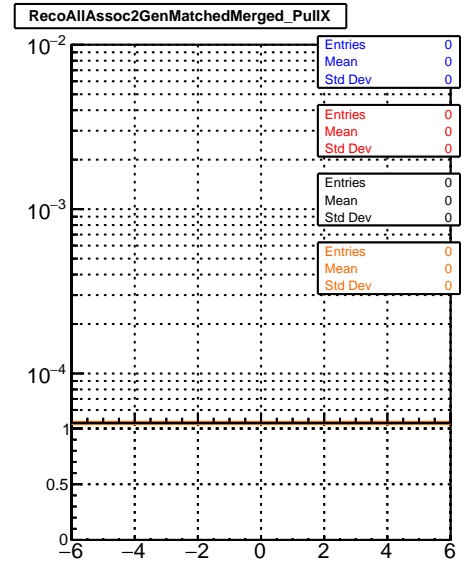 RecoAllAssoc2GenMatchedMerged_PullX
10⁻²
Entries 0
Mean 0
Std Dev 0
Entries 0
Mean 0
Std Dev 0
10⁻³
Entries 0
Mean 0
Std Dev 0
Entries 0
Mean 0
Std Dev 0
10⁻⁴
1
0.5
0
−6 −4 −2 0 2 4 6